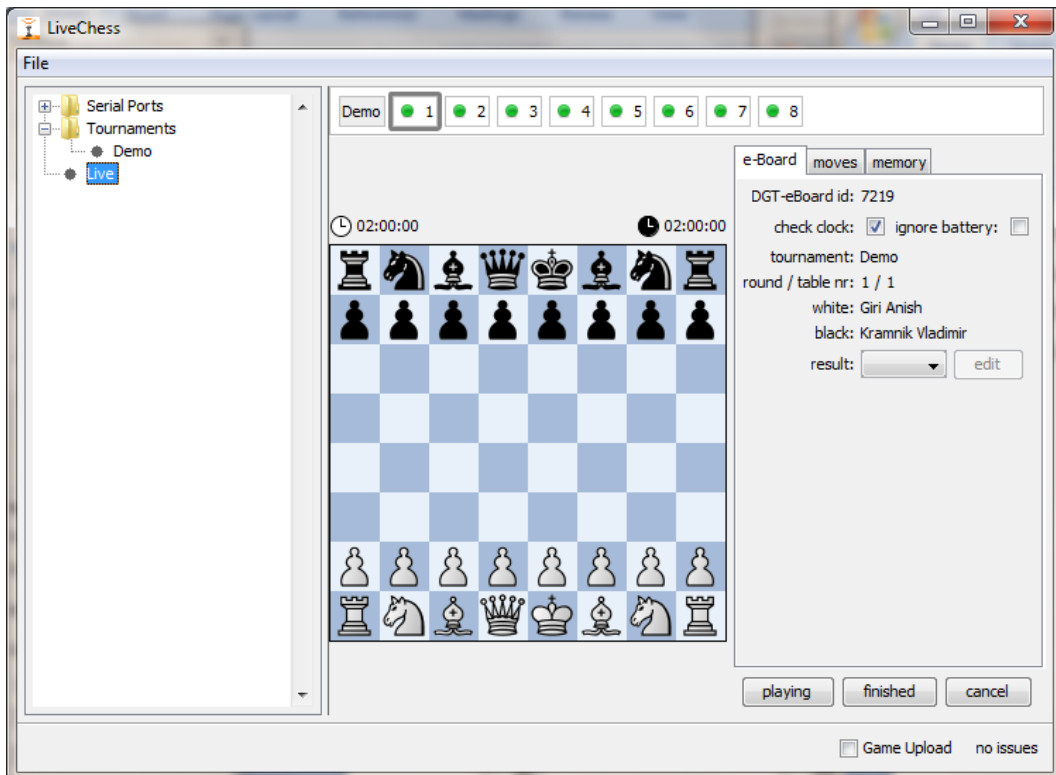 LiveChess
File
Serial Ports
Tournaments
Demo
Live
Demo 1 2 3 4 5 6 7 8
02:00:00 02:00:00
e-Board moves memory
DGT-eBoard id: 7219
check clock: ignore battery:
tournament: Demo
round / table nr: 1 / 1
white: Giri Anish
black: Kramnik Vladimir
result: edit
playing finished cancel
Game Upload no issues